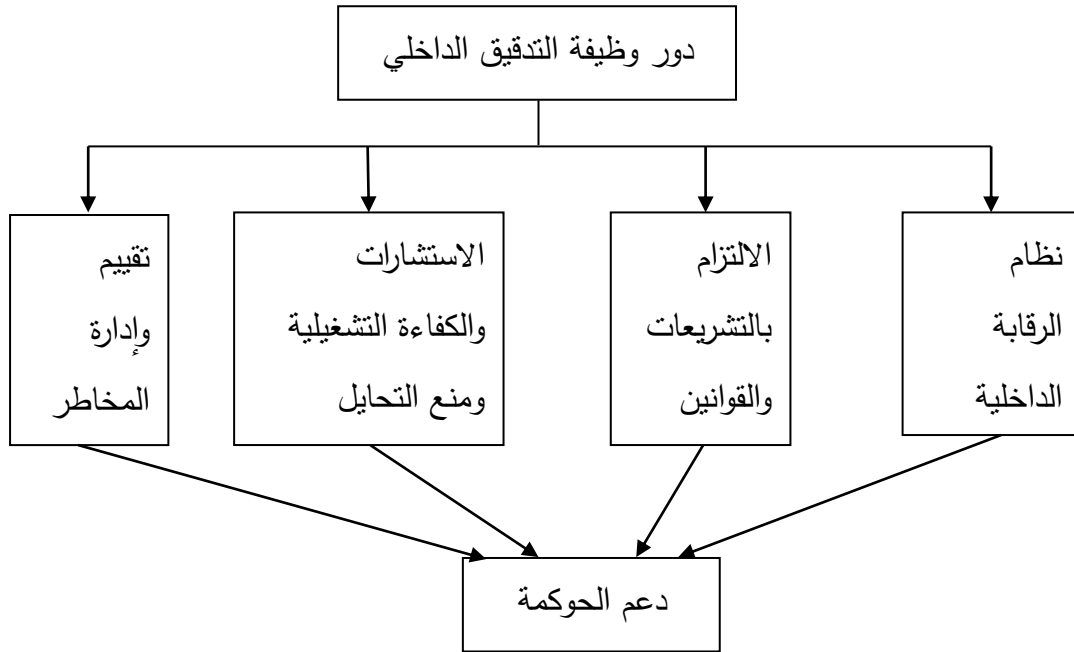 دور وظيفة التدقيق الداخلي
نظام
الرقابة
الداخلية
الالتزام
بالتشريعات
والقوانين
الاستشارات
والكفاءة التشغيلية
ومنع التحايل
تقييم
وإدارة
المخاطر
دعم الحوكمة